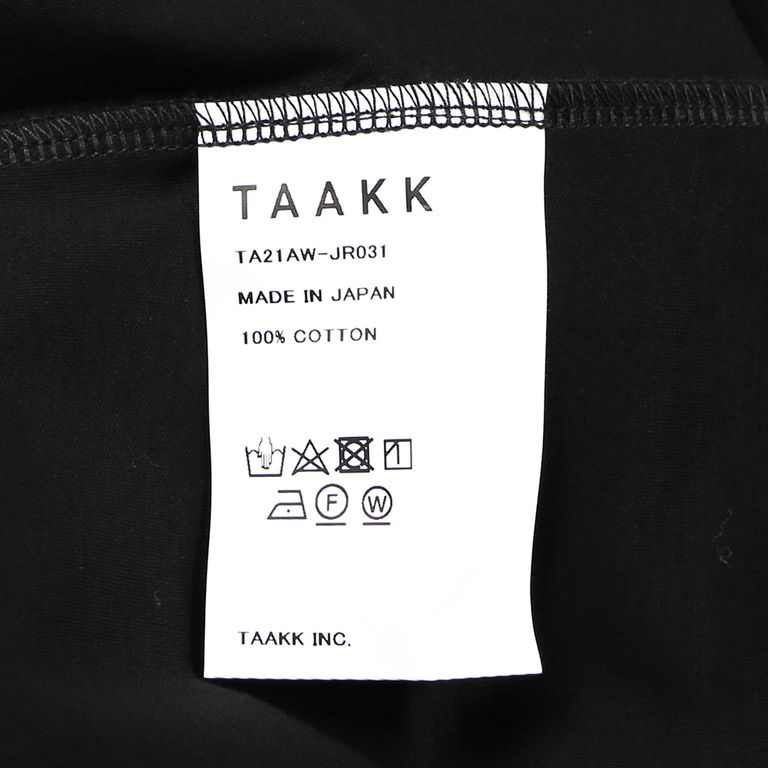 TAAKK
TA21AW-JR031
MADE IN JAPAN
100% COTTON
F W
TAAKK INC.